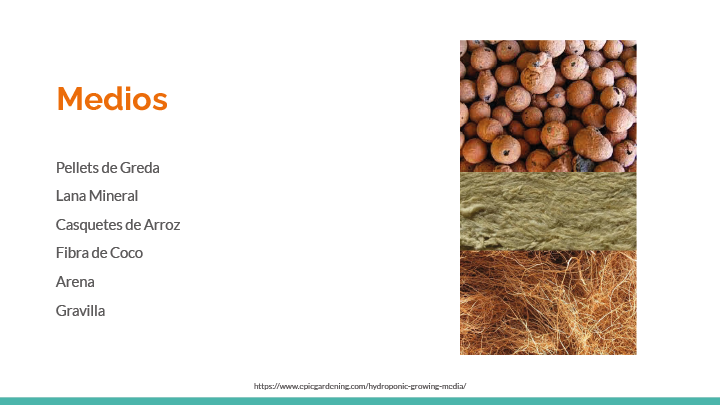 Medios
Pellets de Greda
Lana Mineral
Casquetes de Arroz
Fibra de Coco
Arena
Gravilla
https://www.epicgardening.com/hydroponic-growing-media/